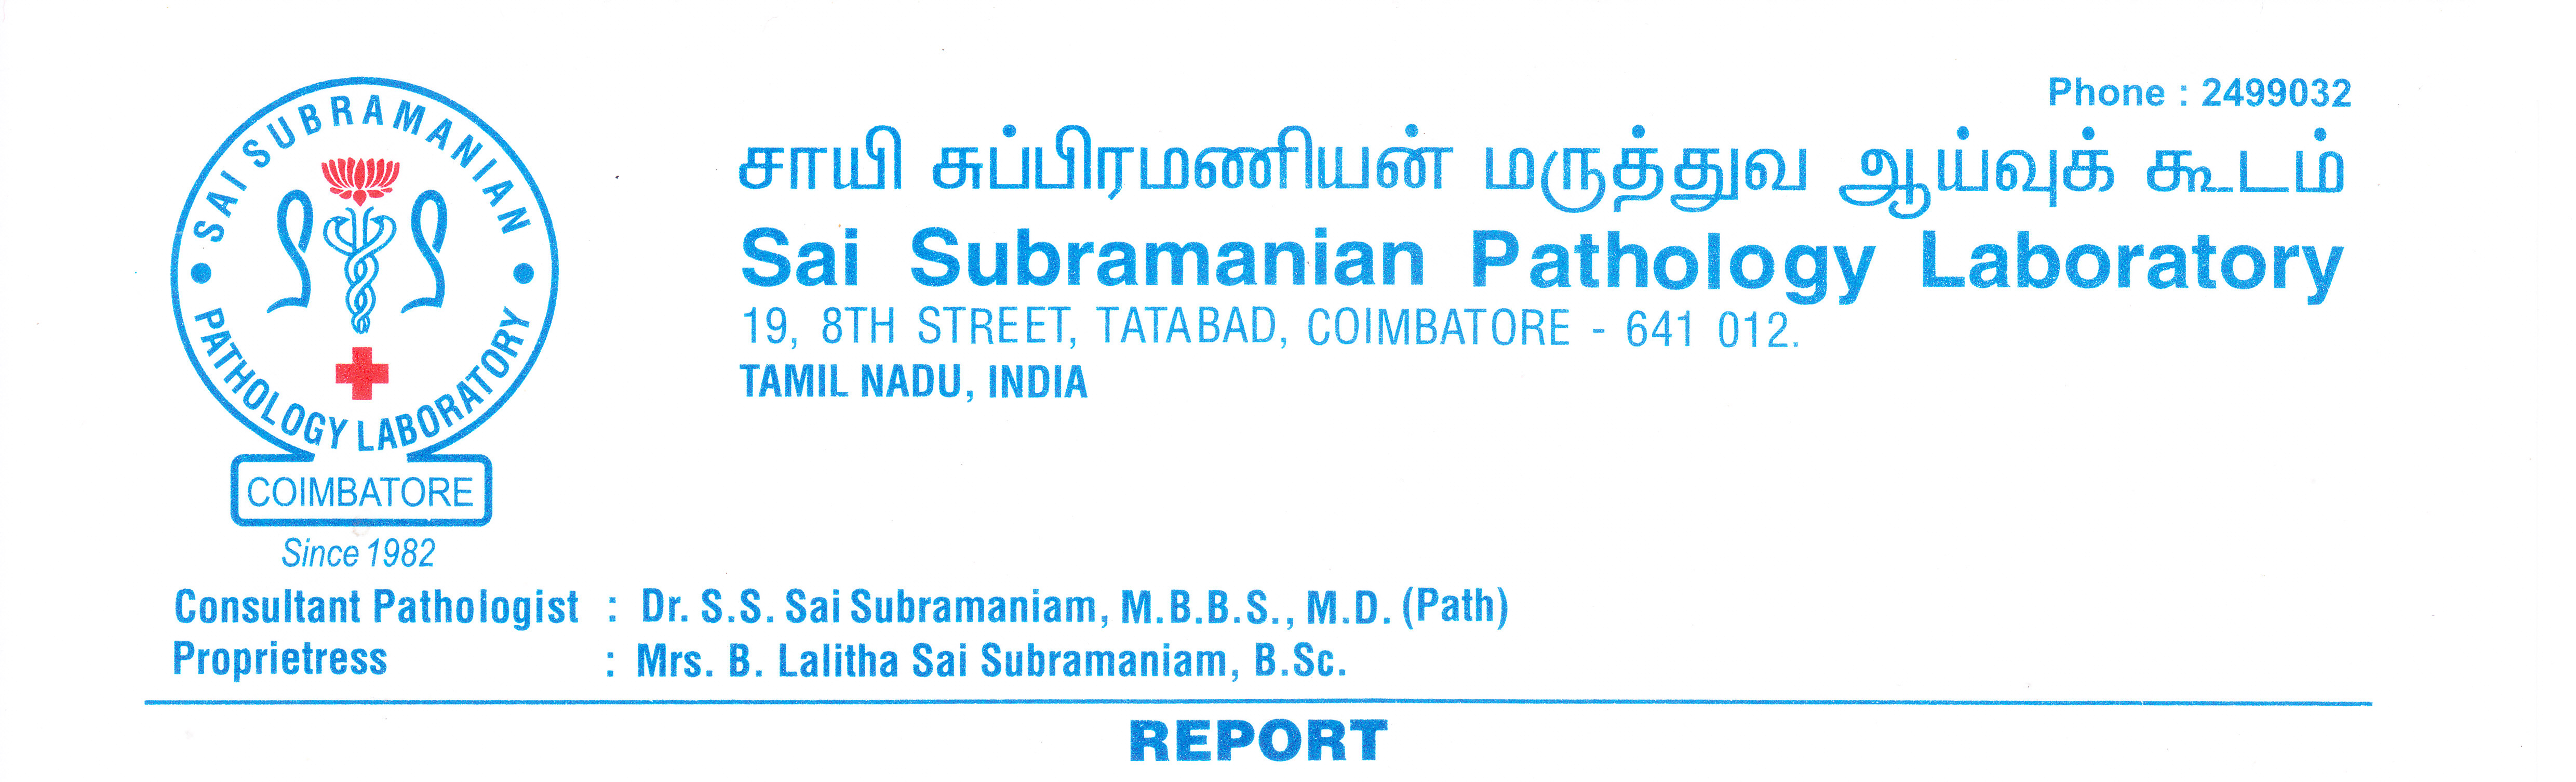 SAI SUBRAMANIAN
PATHOLOGY LABORATORY
COIMBATORE
Since 1982
Phone : 2499032
சாயி சுப்பிரமணியன் மருத்துவ ஆய்வுக் கூடம்
Sai Subramanian Pathology Laboratory
19, 8TH STREET, TATABAD, COIMBATORE - 641 012.
TAMIL NADU, INDIA
Consultant Pathologist : Dr. S.S. Sai Subramaniam, M.B.B.S., M.D. (Path)
Proprietress : Mrs. B. Lalitha Sai Subramaniam, B.Sc.
REPORT